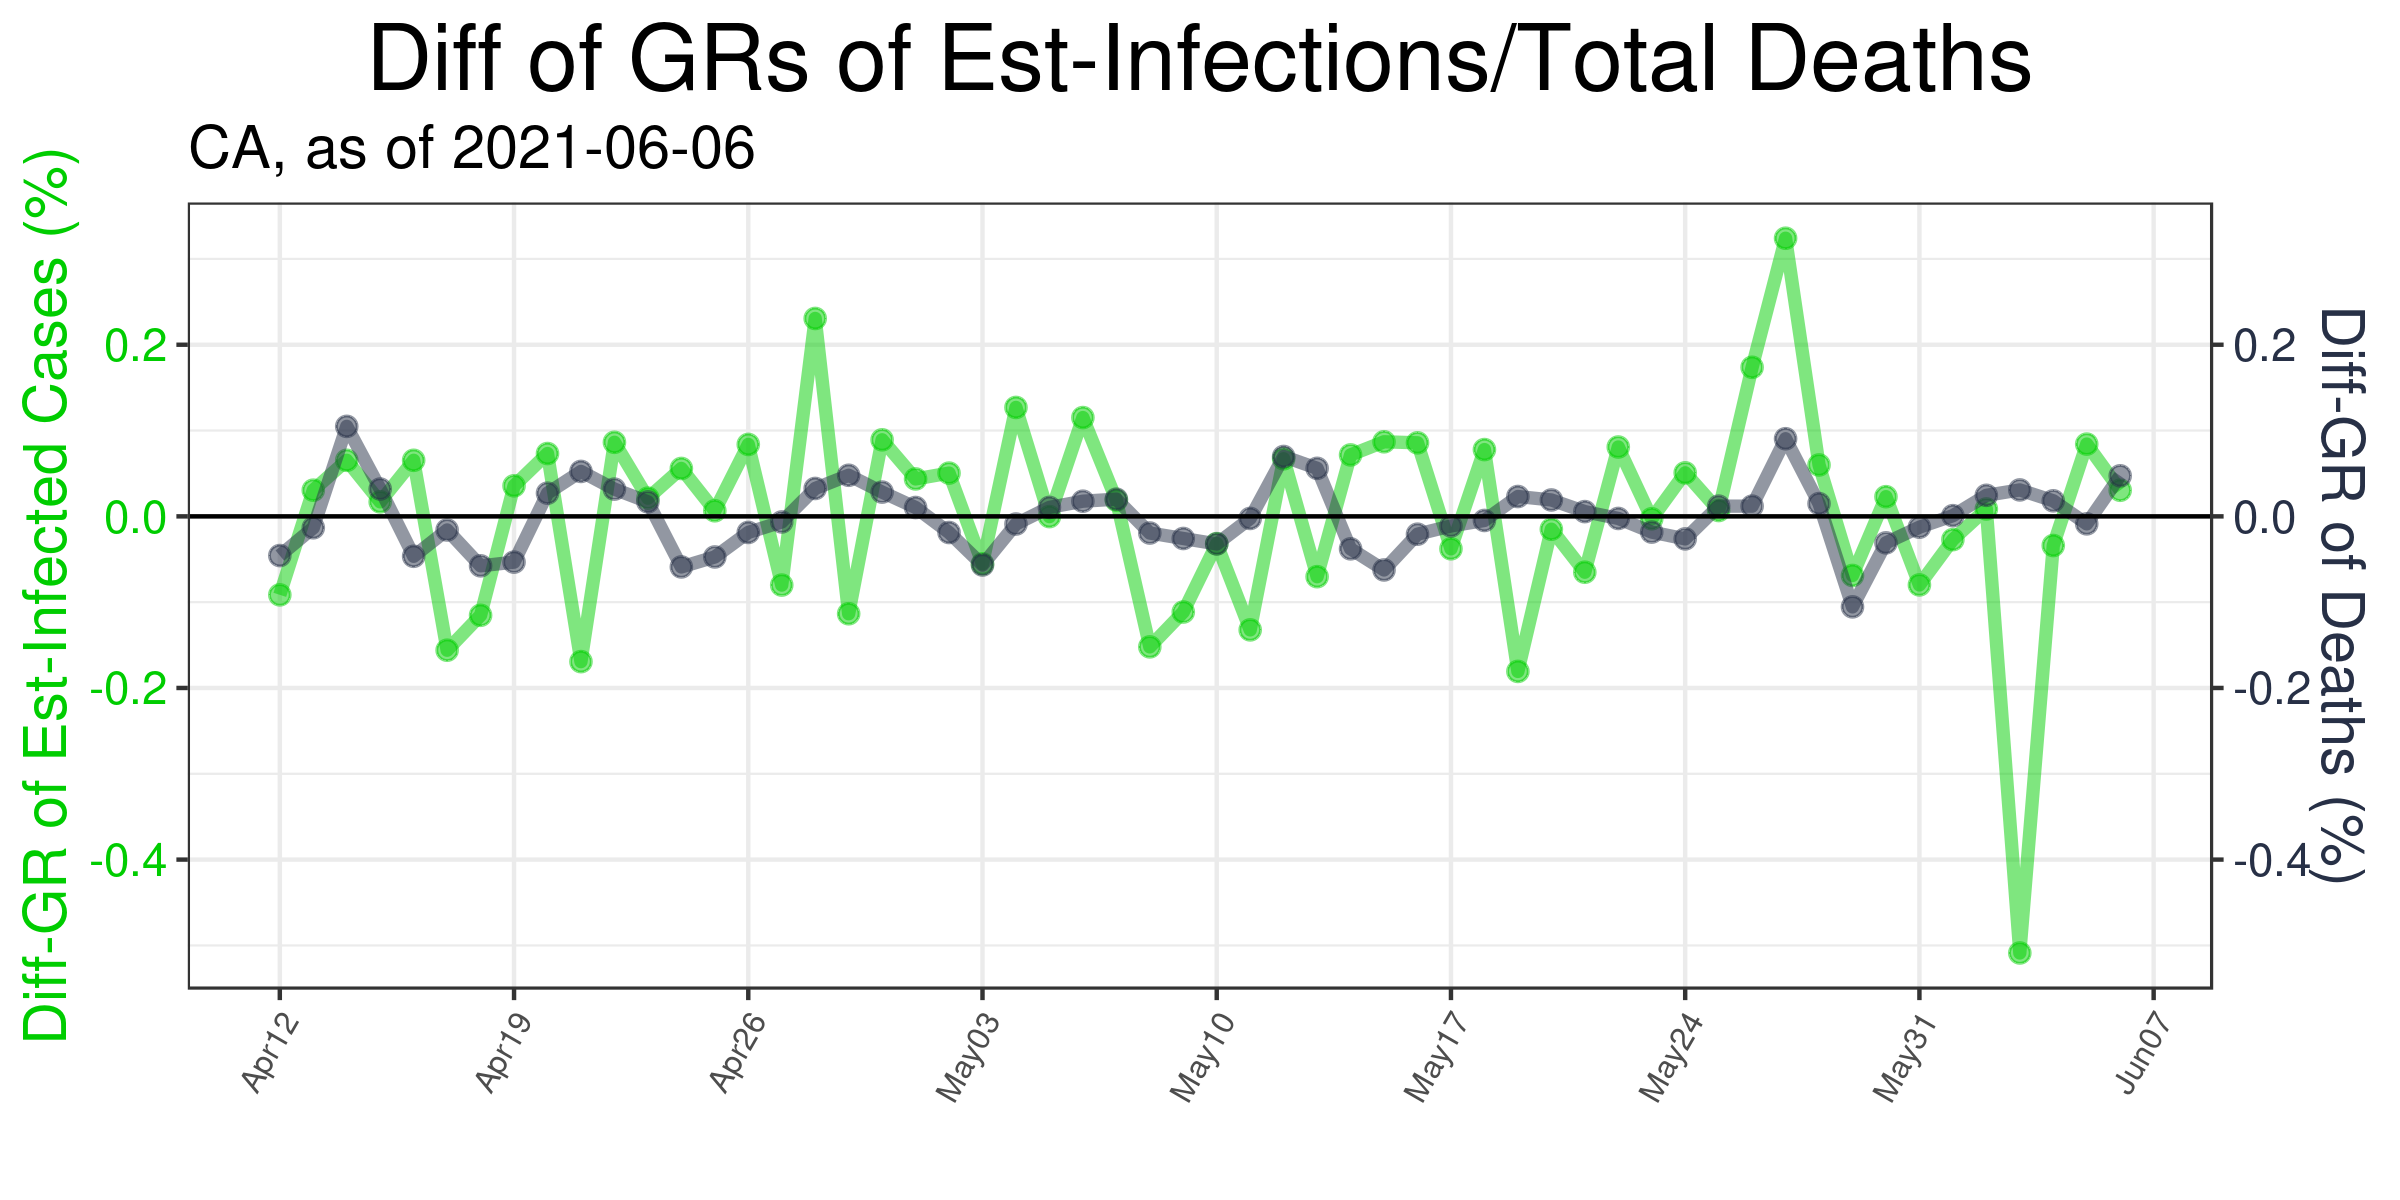 Diff of GRs of Est-Infections/Total Deaths
CA, as of 2021-06-06
Diff-GR of Est-Infected Cases (%)
0.2
0.0
-0.2
-0.4
0.2
0.0
-0.2
-0.4
Diff-GR of Deaths (%)
Apr12
Apr19
Apr26
May03
May10
May17
May24
May31
Jun07